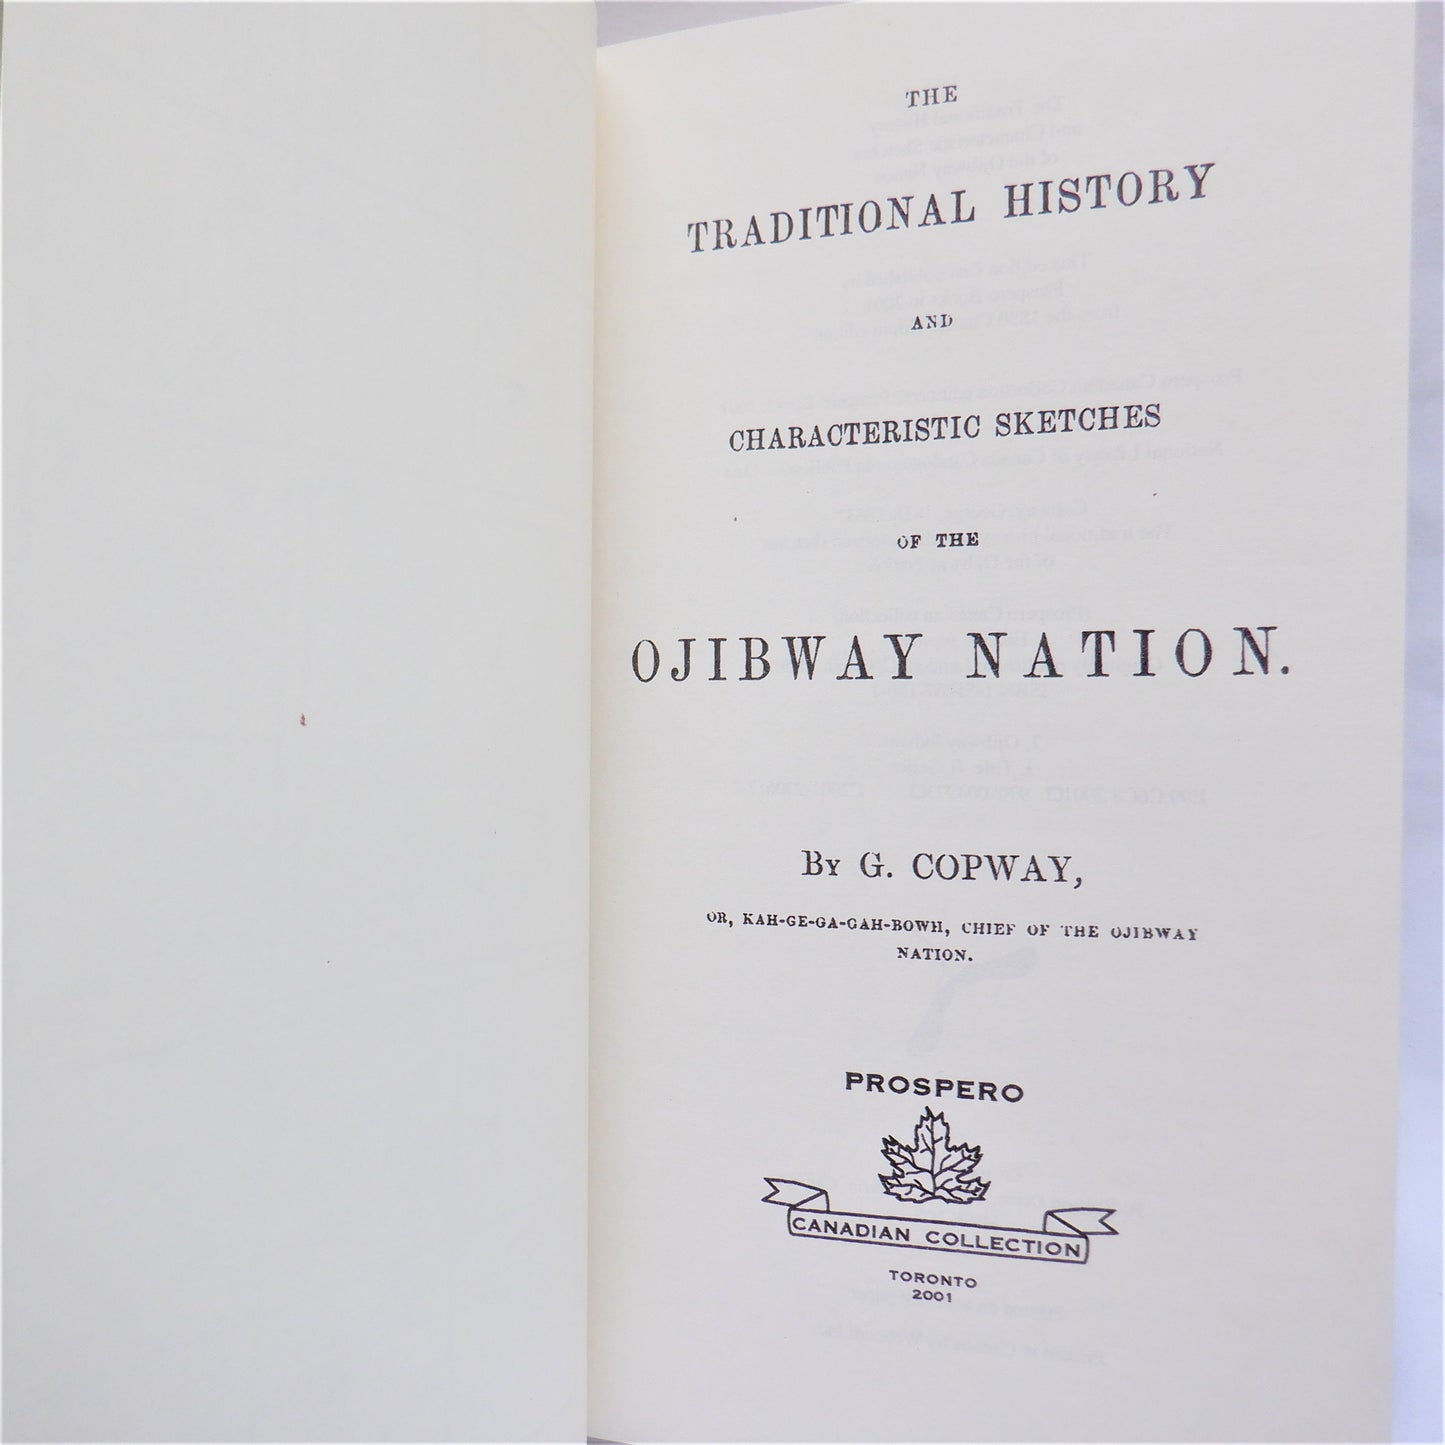 THE
TRADITIONAL HISTORY
AND
CHARACTERISTIC SKETCHES
OF THE
OJIBWAY NATION.
BY G. COPWAY,
OR, KAH-GE-GA-GAH-BOWH, CHIEF OF THE OJIBWAY
NATION.
PROSPERO
CANADIAN COLLECTION
TORONTO
2001